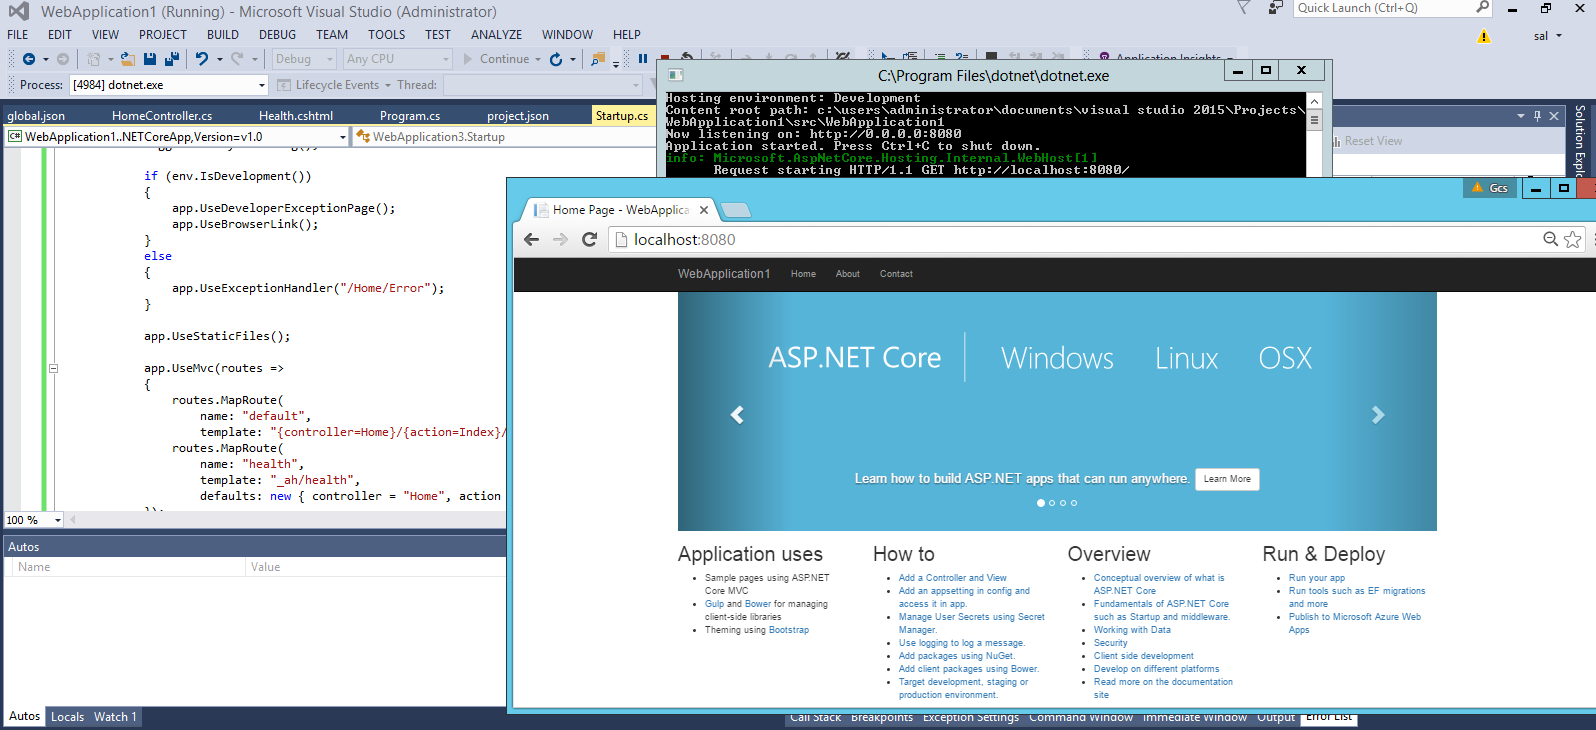 WebApplication1 (Running) - Microsoft Visual Studio (Administrator)
Quick Launch (Ctrl+Q)
FILE EDIT VIEW PROJECT BUILD DEBUG TEAM TOOLS TEST ANALYZE WINDOW HELP
sal
Debug Any CPU Continue Application Insights
Process: [4984] dotnet.exe Lifecycle Events Thread:
global.json HomeController.cs Health.cshtml Program.cs project.json Startup.cs
WebApplication1..NETCoreApp,Version=v1.0 WebApplication3.Startup
if (env.IsDevelopment())
{
app.UseDeveloperExceptionPage();
app.UseBrowserLink();
}
else
{
app.UseExceptionHandler("/Home/Error");
}
app.UseStaticFiles();
app.UseMvc(routes =>
{
routes.MapRoute(
name: "default",
template: "{controller=Home}/{action=Index}/
routes.MapRoute(
name: "health",
template: "_ah/health",
defaults: new { controller = "Home", action
});
100 %
Autos
Name Value
Autos Locals Watch 1
C:\Program Files\dotnet\dotnet.exe
Hosting environment: Development
Content root path: c:\users\administrator\documents\visual studio 2015\Projects\
WebApplication1\src\WebApplication1
Now listening on: http://0.0.0.0:8080
Application started. Press Ctrl+C to shut down.
info: Microsoft.AspNetCore.Hosting.Internal.WebHost[1]
Request starting HTTP/1.1 GET http://localhost:8080/
Reset View
Solution Explo
Gcs
Home Page - WebApplica
localhost:8080
WebApplication1 Home About Contact
ASP.NET Core Windows Linux OSX
Learn how to build ASP.NET apps that can run anywhere. Learn More
Application uses
Sample pages using ASP.NET
Core MVC
Gulp and Bower for managing
client-side libraries
Theming using Bootstrap
How to
Add a Controller and View
Add an appsetting in config and
access it in app.
Manage User Secrets using Secret
Manager.
Use logging to log a message.
Add packages using NuGet.
Add client packages using Bower.
Target development, staging or
production environment.
Overview
Conceptual overview of what is
ASP.NET Core
Fundamentals of ASP.NET Core
such as Startup and middleware.
Working with Data
Security
Client side development
Develop on different platforms
Read more on the documentation
site
Run & Deploy
Run your app
Run tools such as EF migrations
and more
Publish to Microsoft Azure Web
Apps
Call Stack Breakpoints Exception Settings Command Window Immediate Window Output Error List